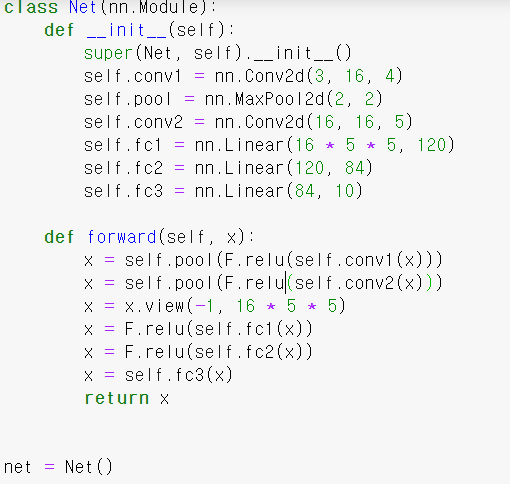 class Net(nn.Module):
    def __init__(self):
        super(Net, self).__init__()
        self.conv1 = nn.Conv2d(3, 16, 4)
        self.pool = nn.MaxPool2d(2, 2)
        self.conv2 = nn.Conv2d(16, 16, 5)
        self.fc1 = nn.Linear(16 * 5 * 5, 120)
        self.fc2 = nn.Linear(120, 84)
        self.fc3 = nn.Linear(84, 10)
    def forward(self, x):
        x = self.pool(F.relu(self.conv1(x)))
        x = self.pool(F.relu(self.conv2(x)))
        x = x.view(-1, 16 * 5 * 5)
        x = F.relu(self.fc1(x))
        x = F.relu(self.fc2(x))
        x = self.fc3(x)
        return x
net = Net()